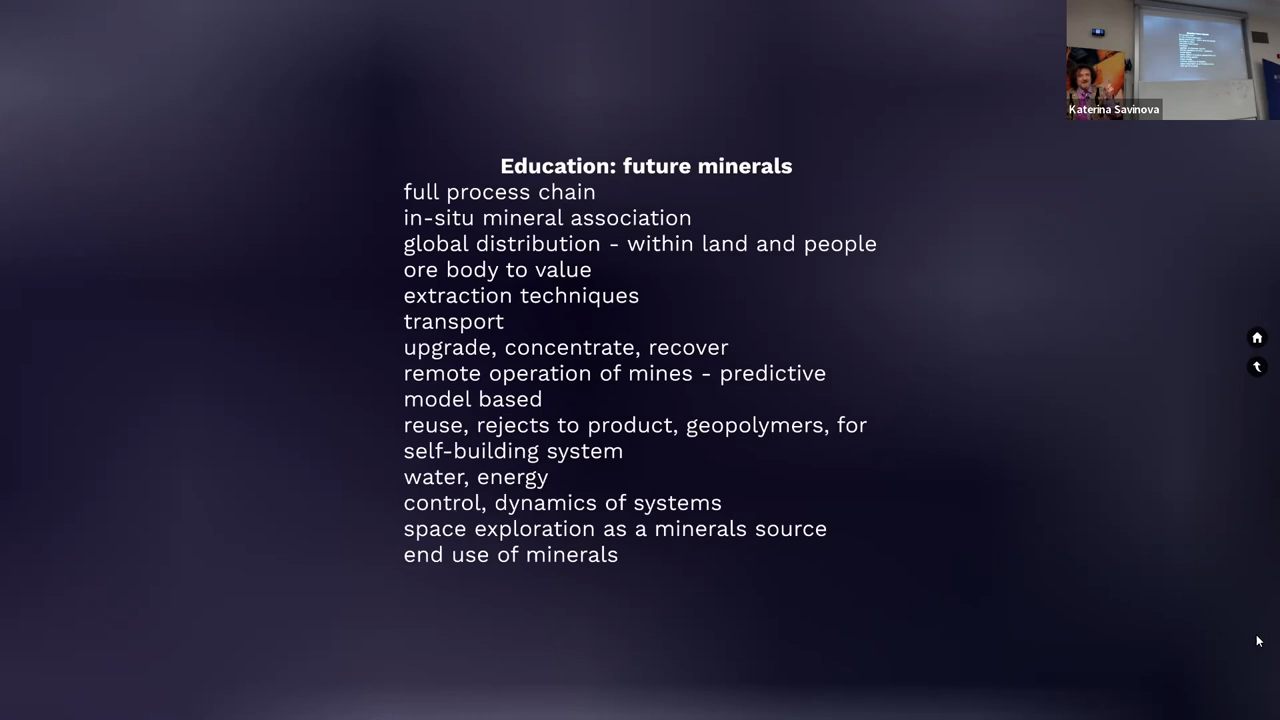 Katerina Savinova
Education: future minerals
full process chain
in-situ mineral association
global distribution - within land and people
ore body to value
extraction techniques
transport
upgrade, concentrate, recover
remote operation of mines - predictive
model based
reuse, rejects to product, geopolymers, for
self-building system
water, energy
control, dynamics of systems
space exploration as a minerals source
end use of minerals